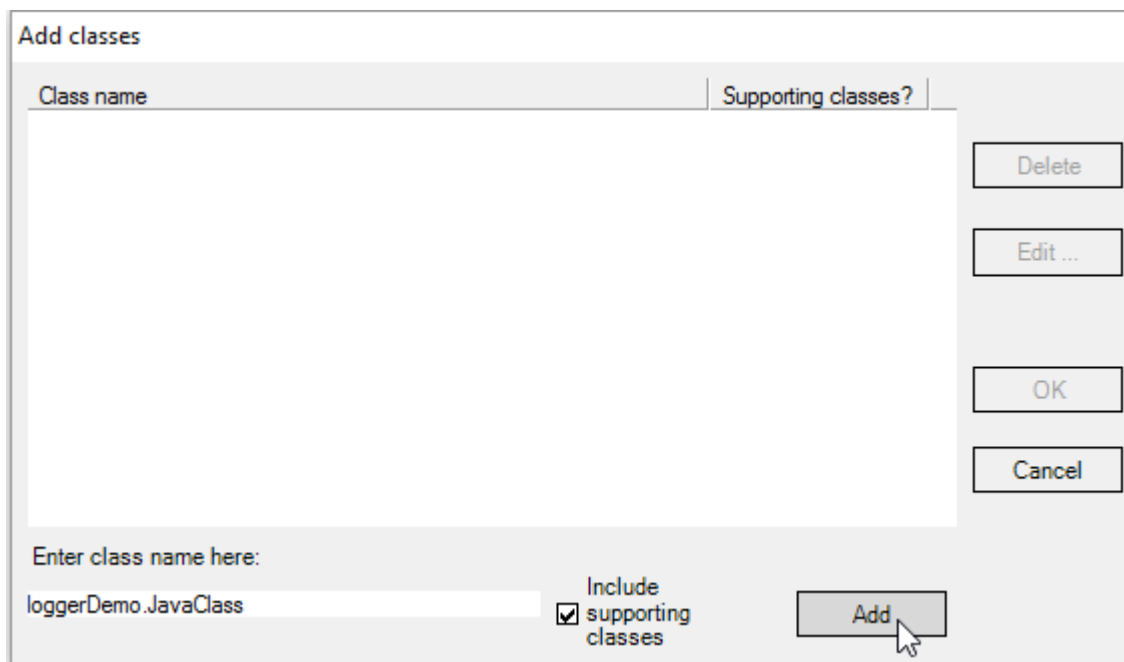 Add classes
Class name
Supporting classes?
Delete
Edit ...
OK
Cancel
Enter class name here:
loggerDemo.JavaClass
Include
supporting
classes
Add